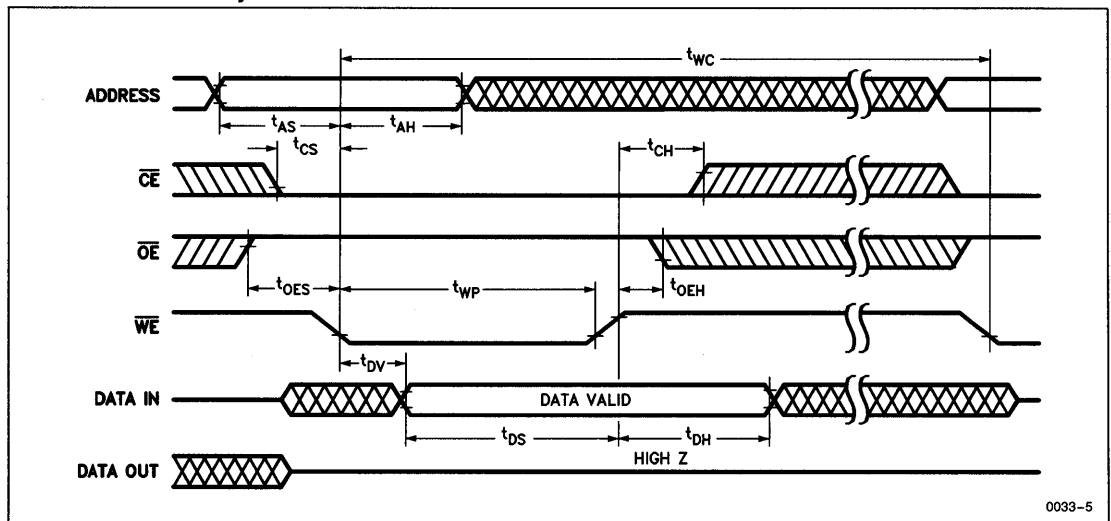 tWC
ADDRESS
tAS
tAH
tCS
tCH
CE
OE
tOES
tWP
tOEH
WE
tDV
DATA IN
DATA VALID
tDS
tDH
HIGH Z
DATA OUT
0033-5